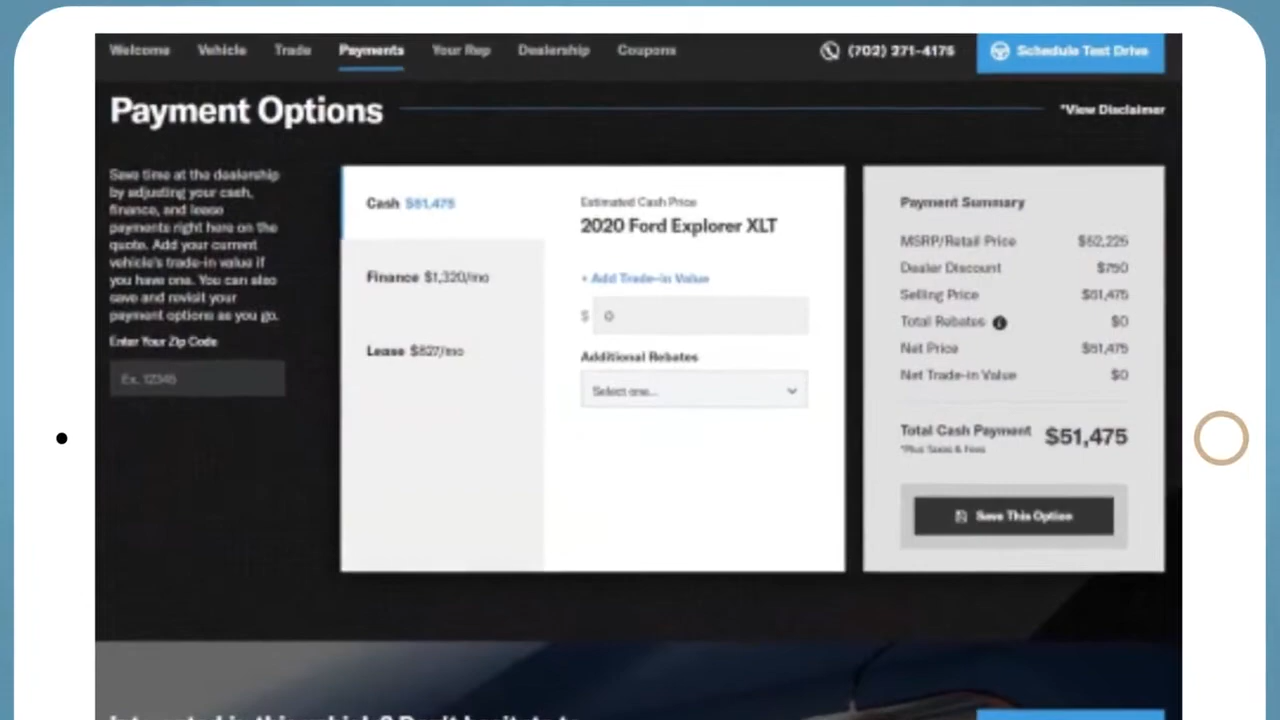 Welcome Vehicle Trade Payments Your Rep Dealership Coupons (702) 271-4175 Schedule Test Drive
Payment Options
*View Disclaimer
Save time at the dealership
by adjusting your cash,
finance, and lease
payments right here on the
quote. Add your current
vehicle's trade-in value if
you have one. You can also
save and revisit your
payment options as you go.
Enter Your Zip Code
Ex. 12345
Cash $51,475
Finance $1,320/mo
Lease $827/mo
Estimated Cash Price
2020 Ford Explorer XLT
+ Add Trade-in Value
$ 0
Additional Rebates
Select one...
Payment Summary
MSRP/Retail Price $52,225
Dealer Discount $750
Selling Price $51,475
Total Rebates $0
Net Price $51,475
Net Trade-in Value $0
Total Cash Payment $51,475
*Plus Taxes & Fees
Save This Option